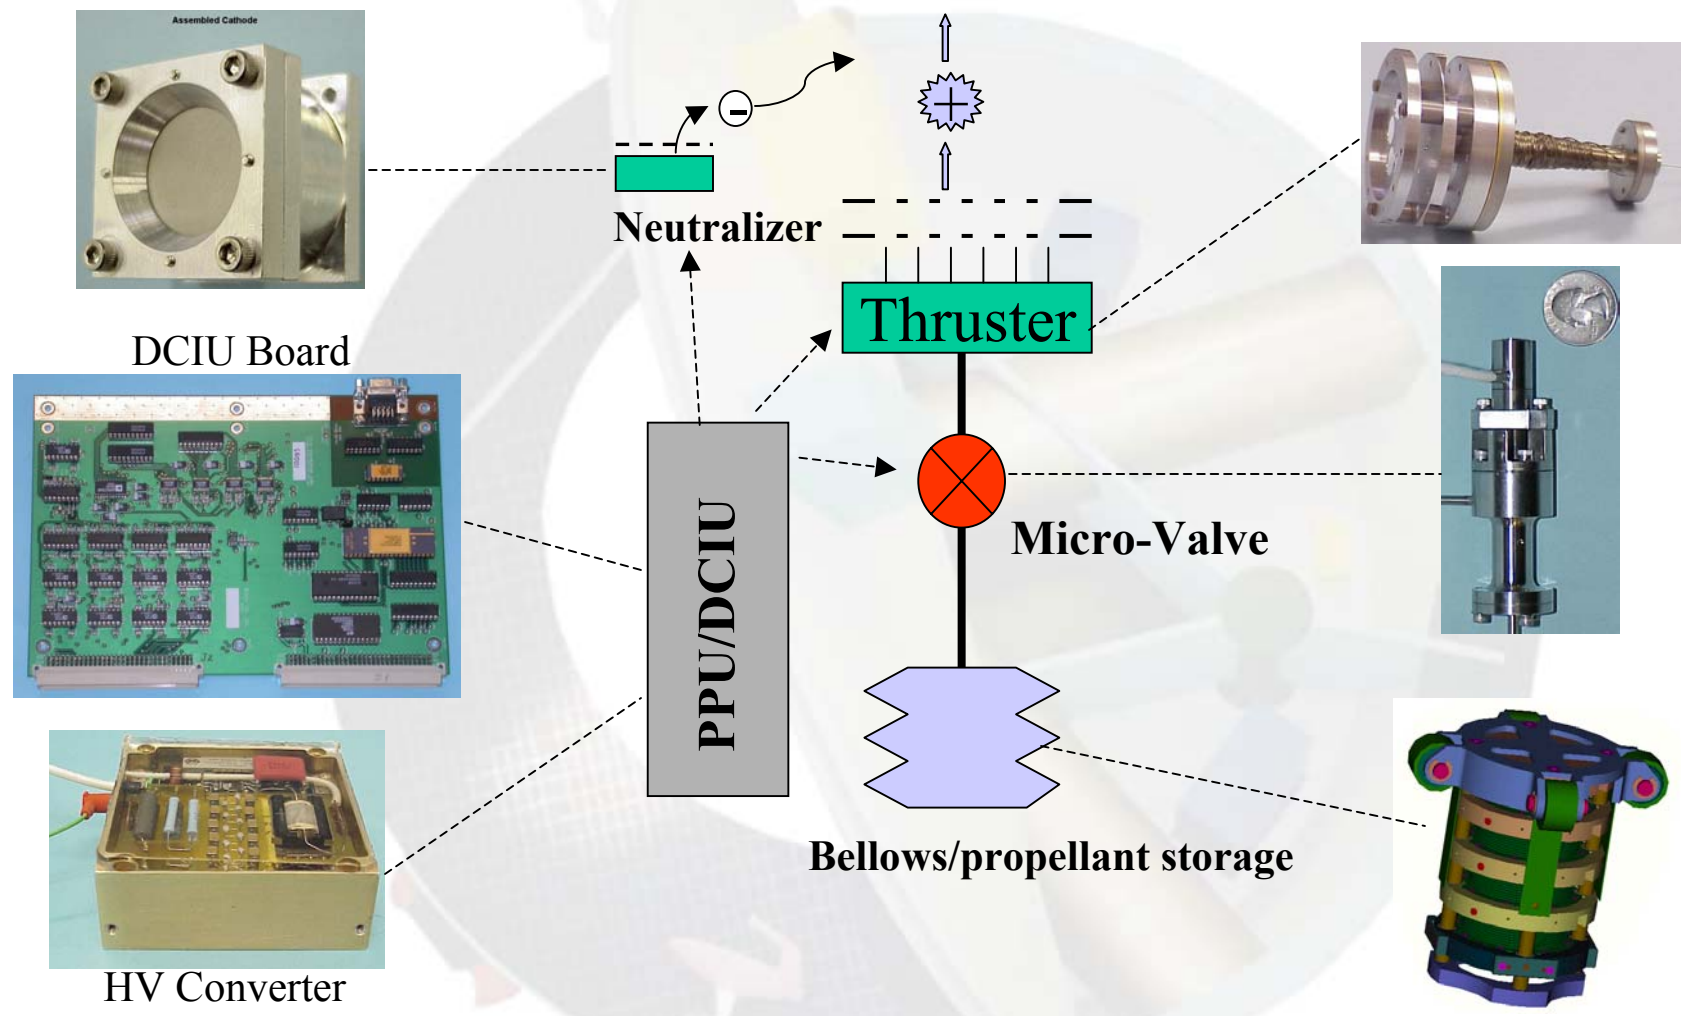 Assembled Cathode
Neutralizer
Thruster
DCIU Board
PPU/DCIU
Micro-Valve
Bellows/propellant storage
HV Converter